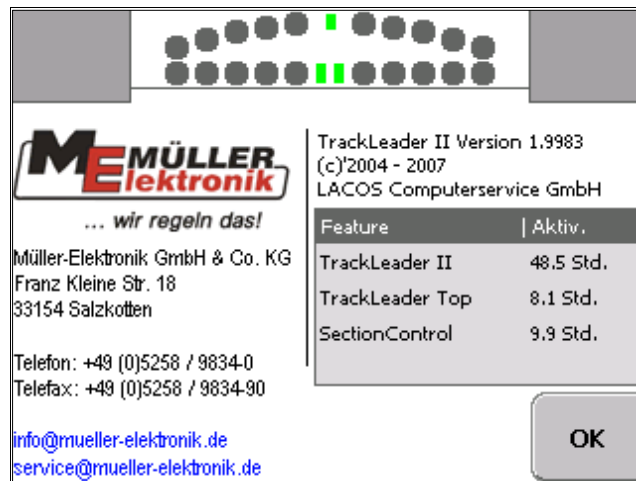 ME MÜLLER
Elektronik
... wir regeln das!
Müller-Elektronik GmbH & Co. KG
Franz Kleine Str. 18
33154 Salzkotten
Telefon: +49 (0)5258 / 9834-0
Telefax: +49 (0)5258 / 9834-90
info@mueller-elektronik.de
service@mueller-elektronik.de
TrackLeader II Version 1.9983
(c)'2004 - 2007
LACOS Computerservice GmbH
Feature | Aktiv.
TrackLeader II 48.5 Std.
TrackLeader Top 8.1 Std.
SectionControl 9.9 Std.
OK